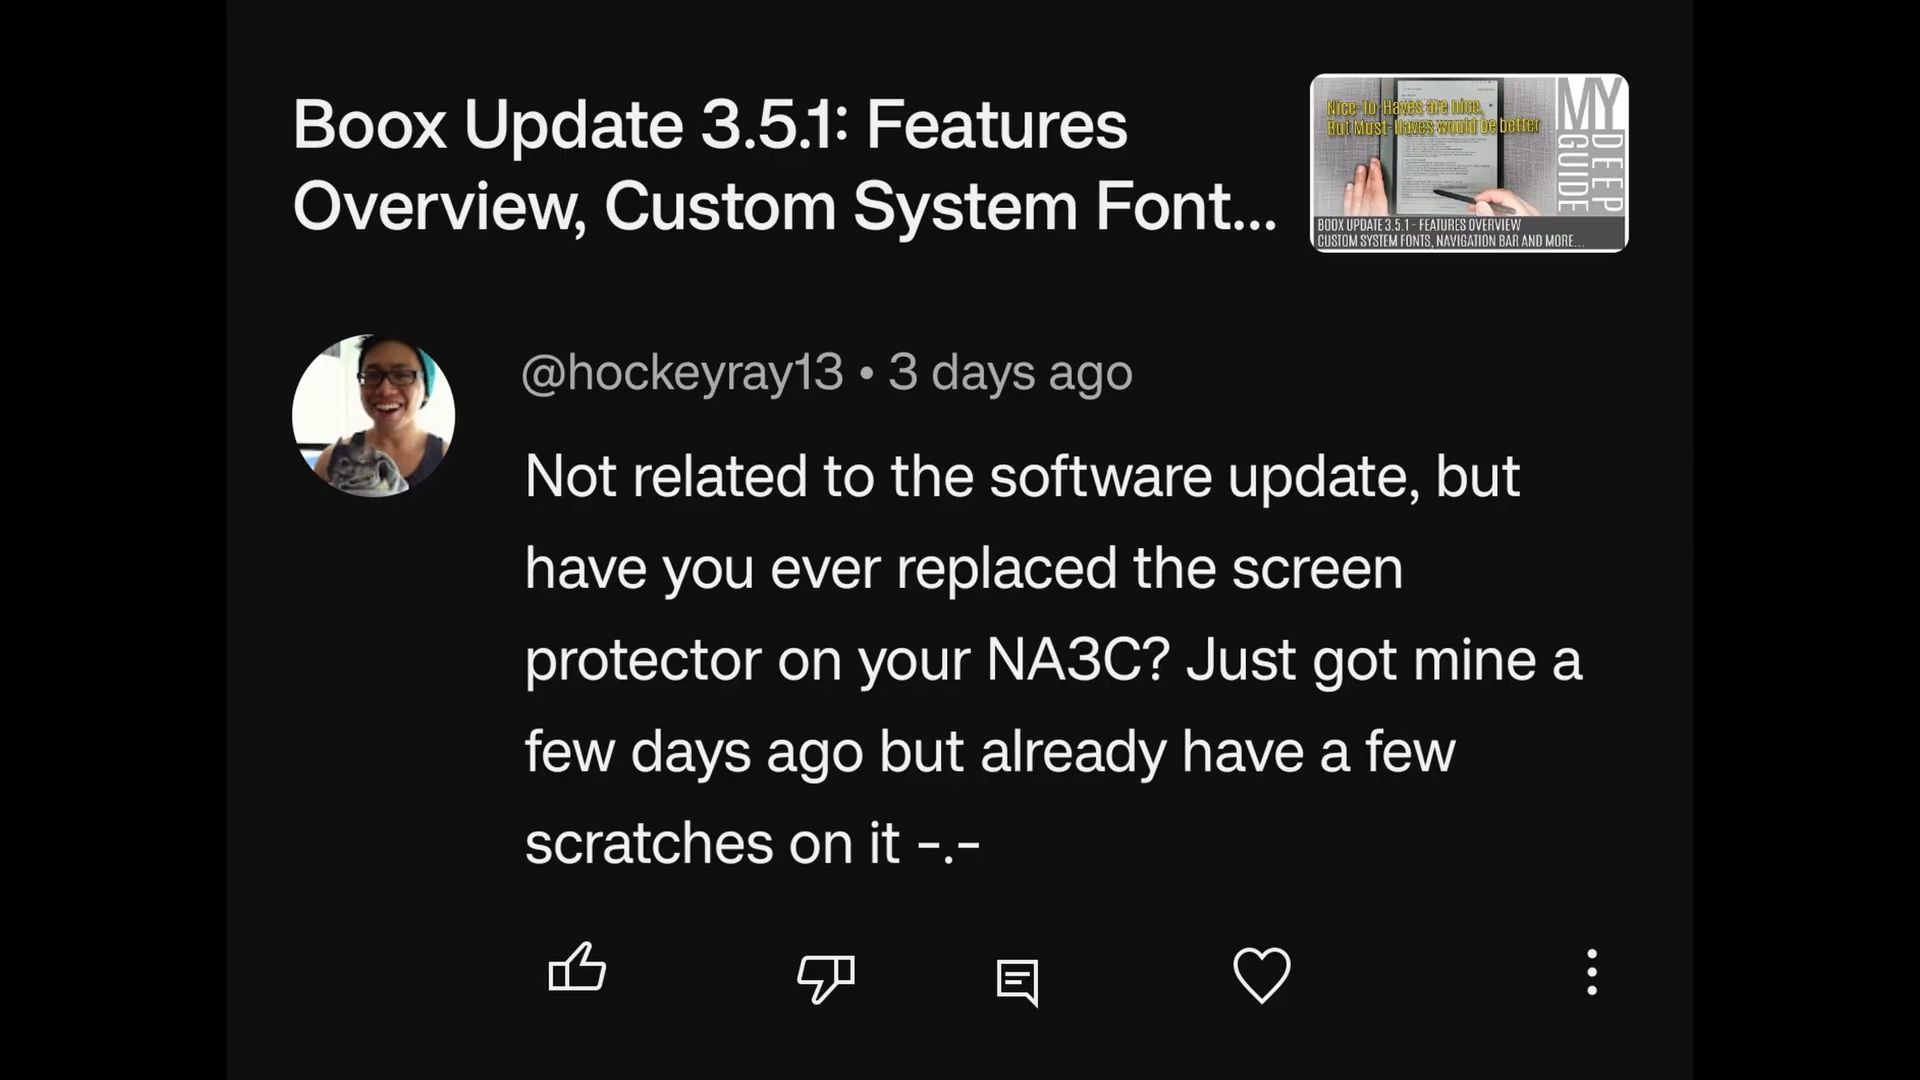 Boox Update 3.5.1: Features
Overview, Custom System Font...
Nice-To-Haves are nice,
But Must-Haves would be better
MY
DEEP
GUIDE
BOOX UPDATE 3.5.1 - FEATURES OVERVIEW
CUSTOM SYSTEM FONTS, NAVIGATION BAR AND MORE...
@hockeyray13 • 3 days ago
Not related to the software update, but
have you ever replaced the screen
protector on your NA3C? Just got mine a
few days ago but already have a few
scratches on it -.-